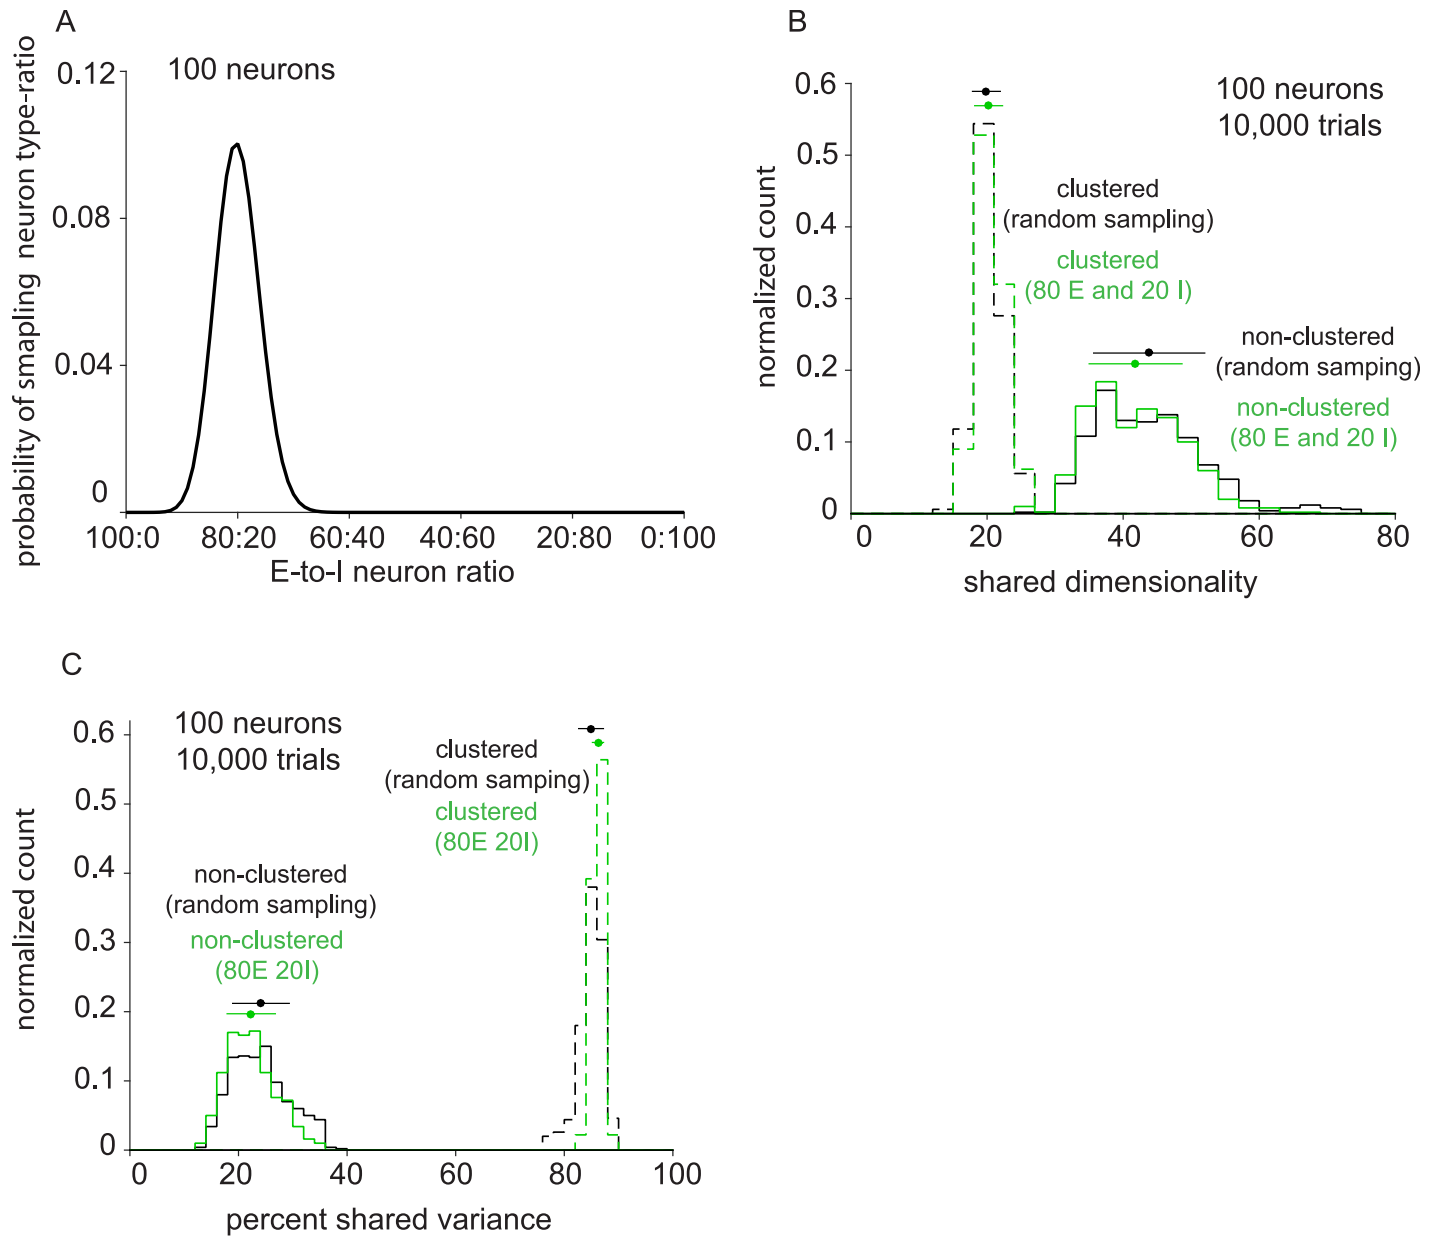 A
100 neurons
probability of smapling neuron type-ratio
0.12
0.08
0.04
0
100:0 80:20 60:40 40:60 20:80 0:100
E-to-I neuron ratio
B
100 neurons
10,000 trials
normalized count
0.6
0.5
0.4
0.3
0.2
0.1
0
clustered
(random sampling)
clustered
(80 E and 20 I)
non-clustered
(random sampling)
non-clustered
(80 E and 20 I)
0 20 40 60 80
shared dimensionality
C
100 neurons
10,000 trials
normalized count
0.6
0.5
0.4
0.3
0.2
0.1
0
clustered
(random sampling)
clustered
(80E 20I)
non-clustered
(random sampling)
non-clustered
(80E 20I)
0 20 40 60 80 100
percent shared variance